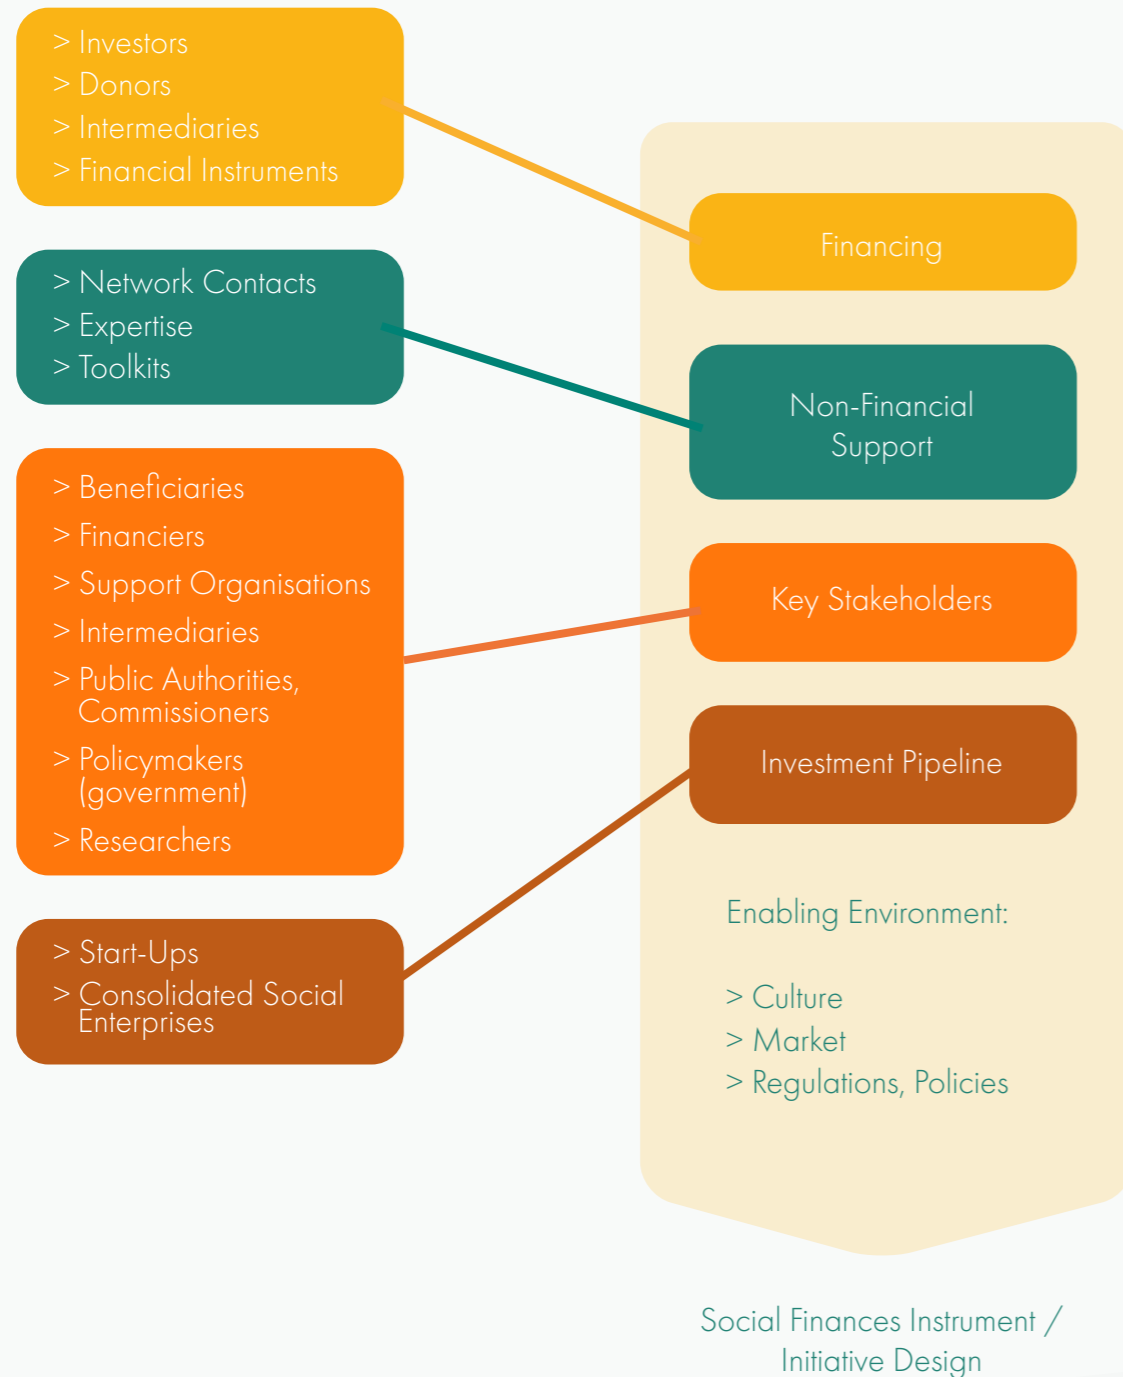 > Investors
> Donors
> Intermediaries
> Financial Instruments
Financing
> Network Contacts
> Expertise
> Toolkits
Non-Financial
Support
> Beneficiaries
> Financiers
> Support Organisations
> Intermediaries
> Public Authorities,
Commissioners
> Policymakers
(government)
> Researchers
Key Stakeholders
Investment Pipeline
> Start-Ups
> Consolidated Social
Enterprises
Enabling Environment:
> Culture
> Market
> Regulations, Policies
Social Finances Instrument /
Initiative Design